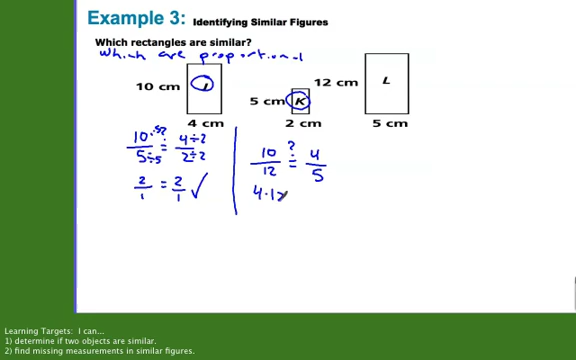 Example 3: Identifying Similar Figures
Which rectangles are similar?
Which are proportional
10 cm J 5 cm K 12 cm L
4 cm 2 cm 5 cm
10 ÷5 ? 4÷2
5÷5 = 2÷2
2/1 = 2/1 ✓
10/12 ?= 4/5
4·12
Learning Targets: I can...
1) determine if two objects are similar.
2) find missing measurements in similar figures.